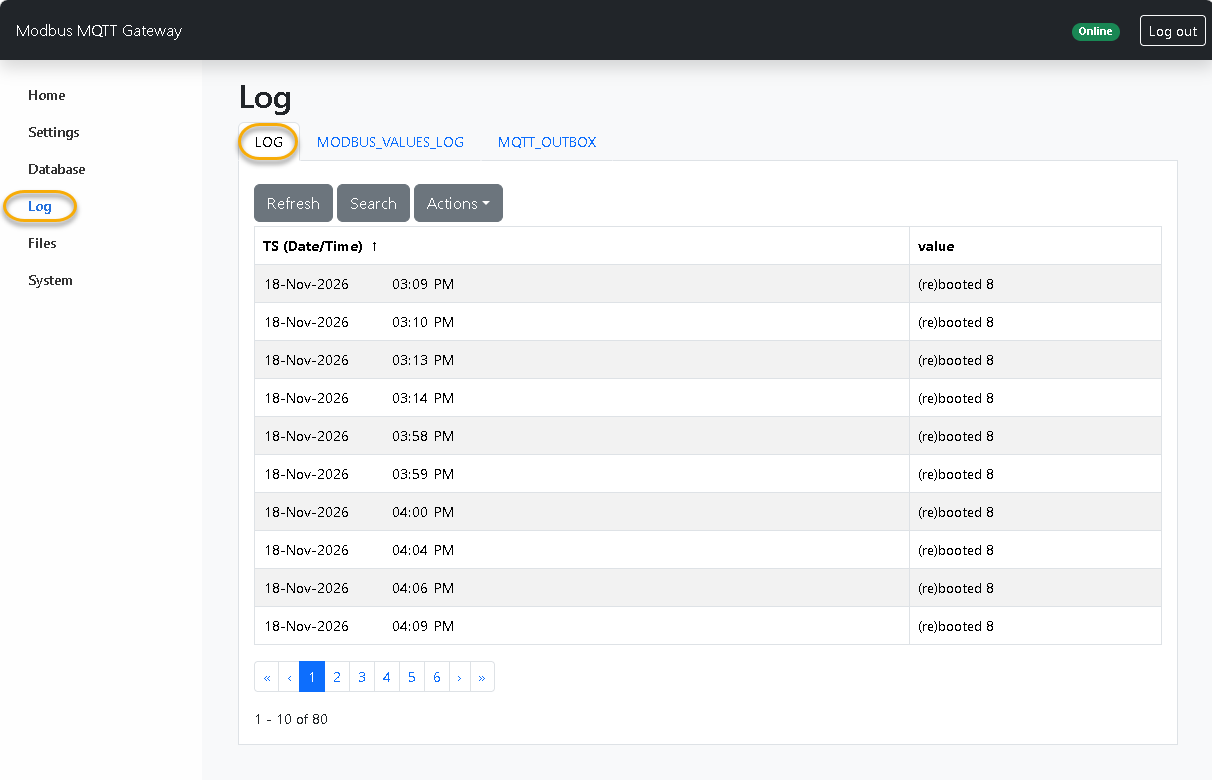 Modbus MQTT Gateway
Online
Log out
Home
Settings
Database
Log
Files
System
Log
LOG MODBUS_VALUES_LOG MQTT_OUTBOX
Refresh Search Actions
TS (Date/Time) ↑ value
18-Nov-2026 03:09 PM (re)booted 8
18-Nov-2026 03:10 PM (re)booted 8
18-Nov-2026 03:13 PM (re)booted 8
18-Nov-2026 03:14 PM (re)booted 8
18-Nov-2026 03:58 PM (re)booted 8
18-Nov-2026 03:59 PM (re)booted 8
18-Nov-2026 04:00 PM (re)booted 8
18-Nov-2026 04:04 PM (re)booted 8
18-Nov-2026 04:06 PM (re)booted 8
18-Nov-2026 04:09 PM (re)booted 8
« ‹ 1 2 3 4 5 6 › »
1 - 10 of 80